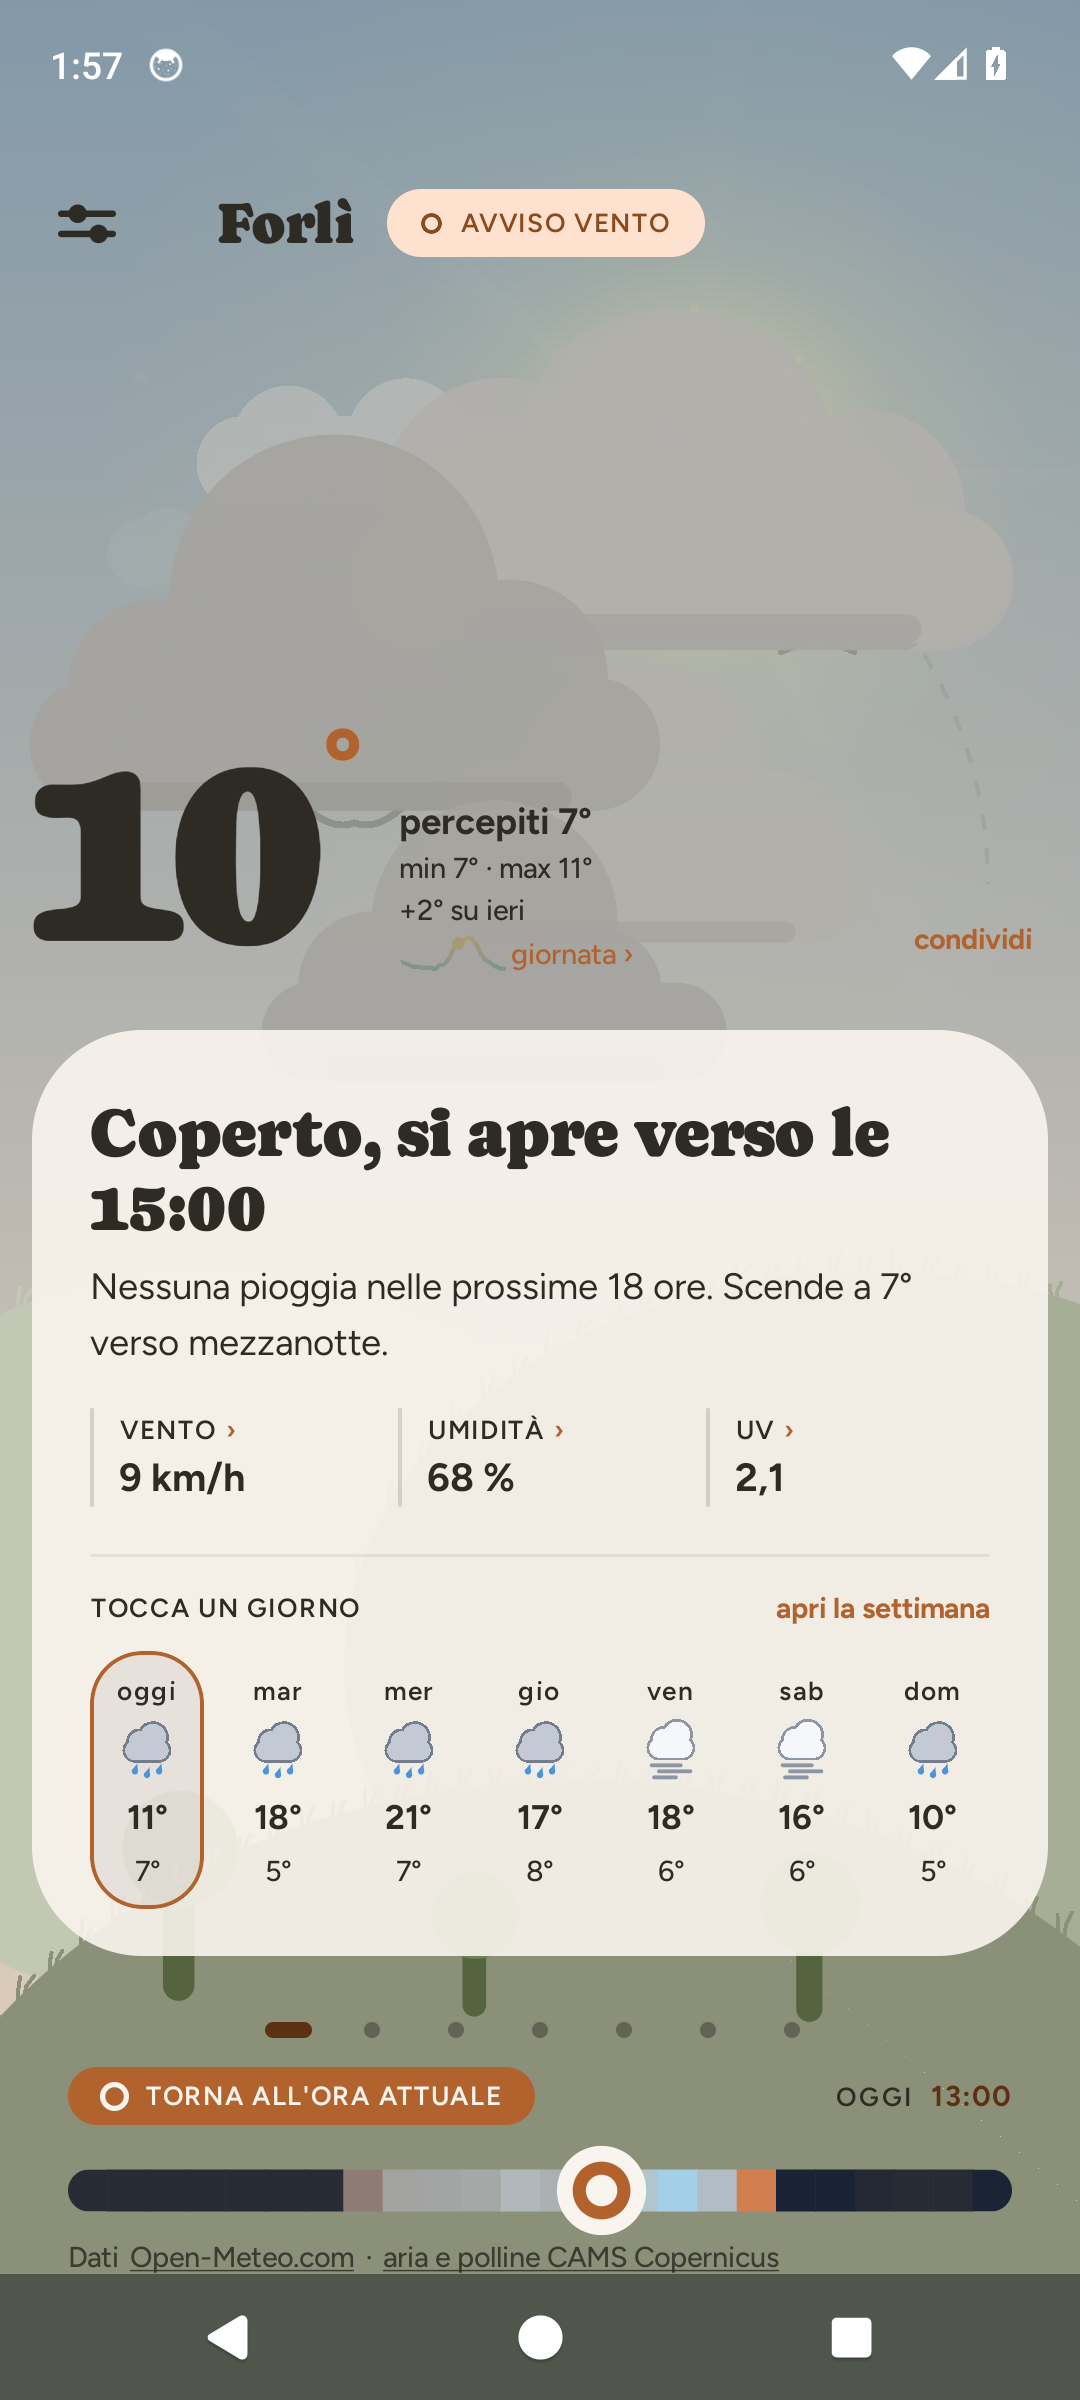 1:57
Forlì
AVVISO VENTO
10
percepiti 7°
min 7° · max 11°
+2° su ieri
giornata ›
condividi
Coperto, si apre verso le
15:00
Nessuna pioggia nelle prossime 18 ore. Scende a 7°
verso mezzanotte.
VENTO › UMIDITÀ › UV ›
9 km/h 68 % 2,1
TOCCA UN GIORNO apri la settimana
oggi mar mer gio ven sab dom
11° 18° 21° 17° 18° 16° 10°
7° 5° 7° 8° 6° 6° 5°
TORNA ALL'ORA ATTUALE OGGI 13:00
Dati Open-Meteo.com · aria e polline CAMS Copernicus